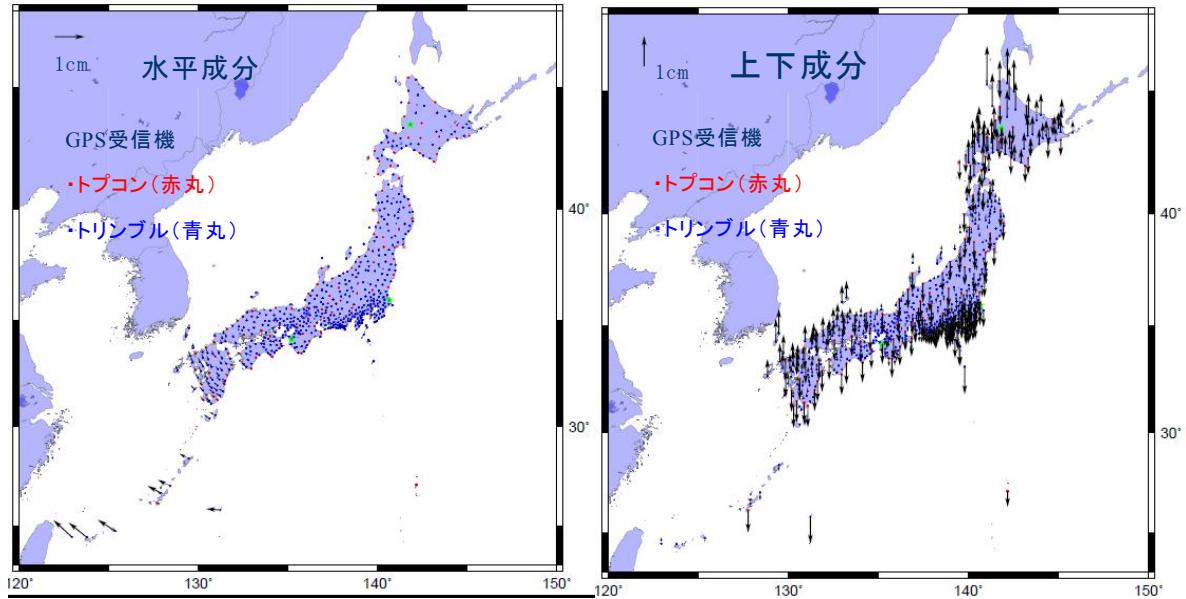 1cm
水平成分
GPS受信機
・トプコン(赤丸)
・トリンブル(青丸)
40°
30°
120°
130°
140°
150°
1cm
上下成分
GPS受信機
・トプコン(赤丸)
・トリンブル(青丸)
40°
30°
120°
130°
140°
150°